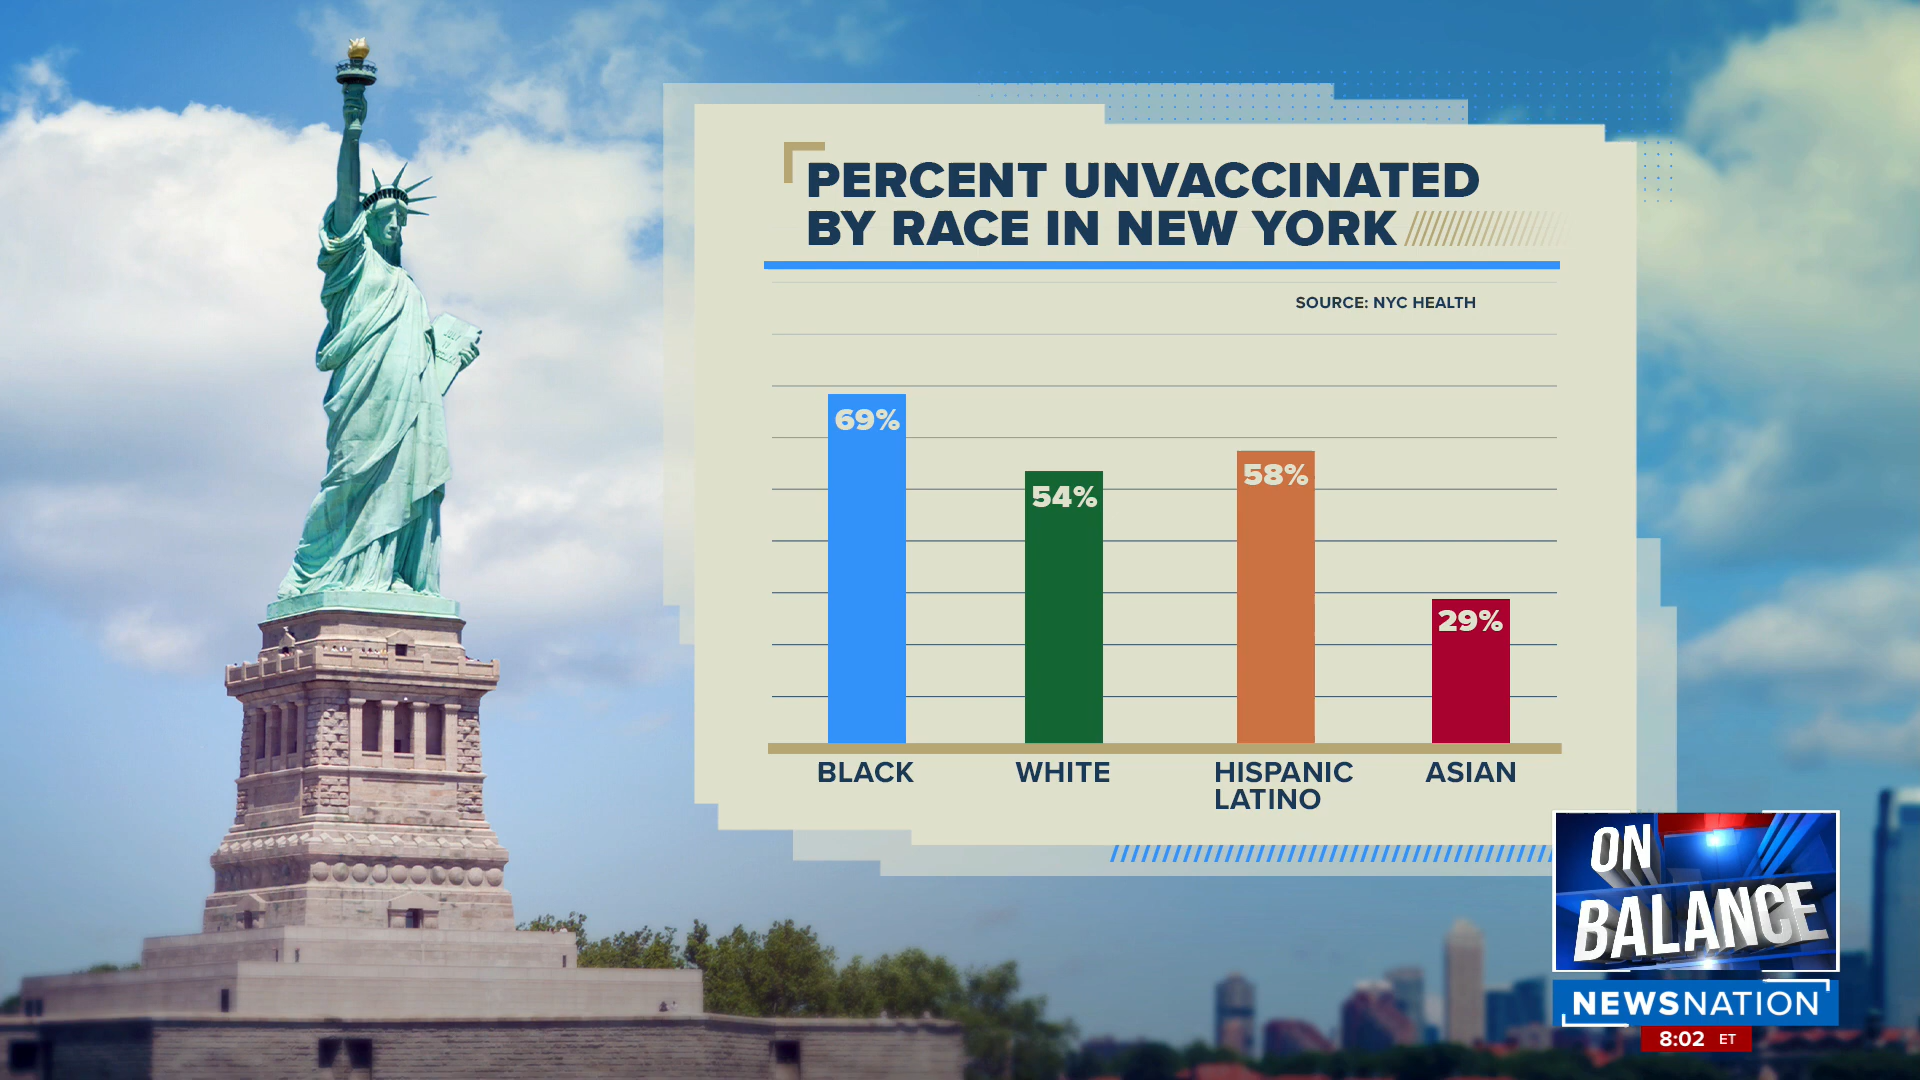 PERCENT UNVACCINATED
BY RACE IN NEW YORK
SOURCE: NYC HEALTH
69%
54%
58%
29%
BLACK
WHITE
HISPANIC
LATINO
ASIAN
ON
BALANCE
NEWSNATION
8:02 ET